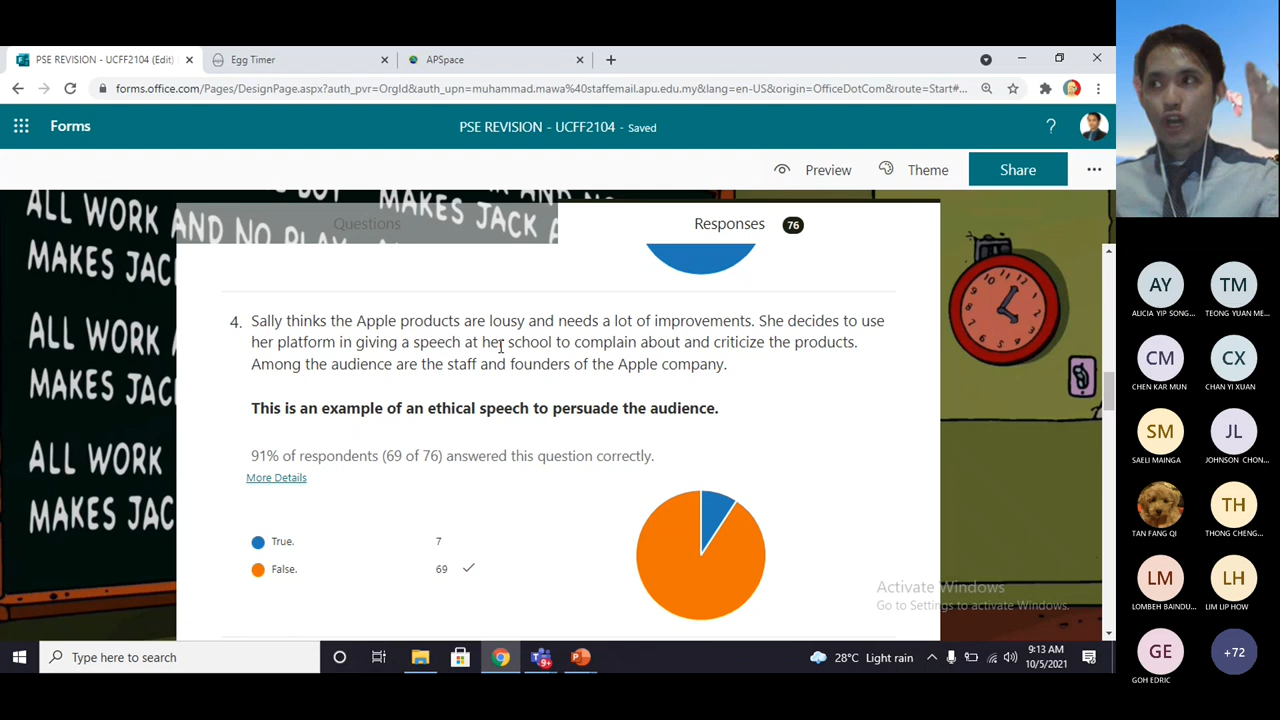 PSE REVISION - UCFF2104 (Edit)
Egg Timer
APSpace
forms.office.com/Pages/DesignPage.aspx?auth_pvr=OrgId&auth_upn=muhammad.mawa%40staffemail.apu.edu.my&lang=en-US&origin=OfficeDotCom&route=Start#...
Forms
PSE REVISION - UCFF2104 - Saved
?
Preview
Theme
Share
ALL WORK AND NO PLAY
MAKES JACK
MAKES JACK A
ALL WORK
MAKES JAC
ALL WORK
MAKES JAC
Questions
Responses 76
4. Sally thinks the Apple products are lousy and needs a lot of improvements. She decides to use
her platform in giving a speech at her school to complain about and criticize the products.
Among the audience are the staff and founders of the Apple company.
This is an example of an ethical speech to persuade the audience.
91% of respondents (69 of 76) answered this question correctly.
More Details
True. 7
False. 69
Activate Windows
Go to Settings to activate Windows.
Type here to search
9+
28°C Light rain
9:13 AM
10/5/2021
AY
ALICIA YIP SONG...
TM
TEONG YUAN ME...
CM
CHEN KAR MUN
CX
CHAN YI XUAN
SM
SAELI MAINGA
JL
JOHNSON CHON...
TAN FANG QI
TH
THONG CHENG...
LM
LOMBEH BAINDU...
LH
LIM LIP HOW
GE
GOH EDRIC
+72